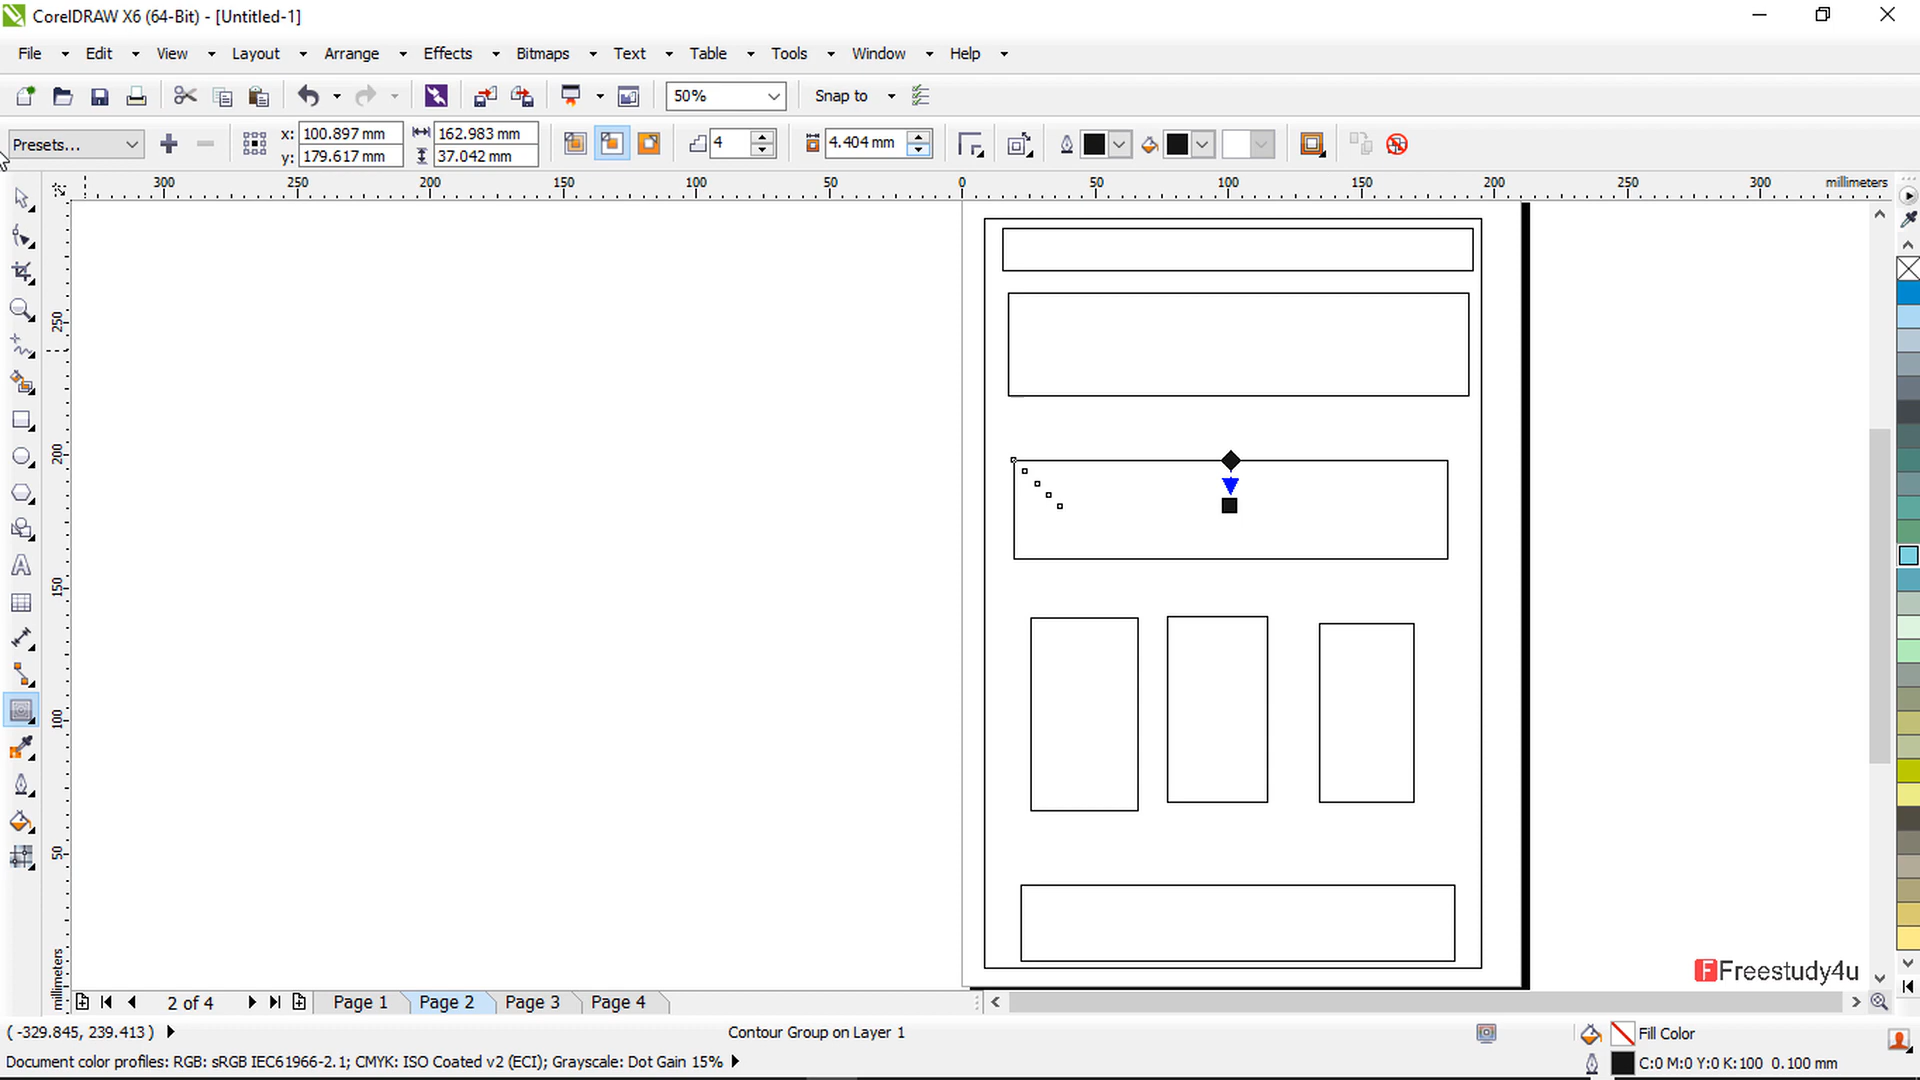 CorelDRAW X6 (64-Bit) - [Untitled-1]
File Edit View Layout Arrange Effects Bitmaps Text Table Tools Window Help
50% Snap to
Presets... x: 100.897 mm 162.983 mm 4 4.404 mm
y: 179.617 mm 37.042 mm
300 250 200 150 100 50 0 50 100 150 200 250 300 millimeters
250
200
150
100
50
millimeters
Freestudy4u
2 of 4 Page 1 Page 2 Page 3 Page 4
( -329.845, 239.413 ) Contour Group on Layer 1 Fill Color
Document color profiles: RGB: sRGB IEC61966-2.1; CMYK: ISO Coated v2 (ECI); Grayscale: Dot Gain 15% C:0 M:0 Y:0 K:100 0.100 mm